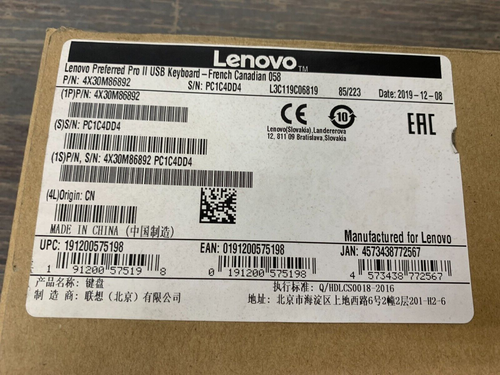 Lenovo™
Lenovo Preferred Pro II USB Keyboard-French Canadian 058
P/N: 4X30M86892 S/N: PC1C4DD4 L3C119C06819 85/223 Date: 2019-12-08
(1P)P/N: 4X30M86892
(S)S/N: PC1C4DD4
(1S)P/N, S/N: 4X30M86892 PC1C4DD4
CE 10 EAC
Lenovo(Slovakia),Landererova
12, 811 09 Bratislava,Slovakia
(4L)Origin: CN
MADE IN CHINA (中国制造)
Manufactured for Lenovo
UPC: 191200575198 EAN: 0191200575198 JAN: 4573438772567
1 91200 57519 8 0 191200 575198 4 573438 772567
产品名称: 键盘 执行标准: Q/HDLCS0018-2016
制 造 商: 联想（北京）有限公司 地址: 北京市海淀区上地西路6号2幢2层201-H2-6